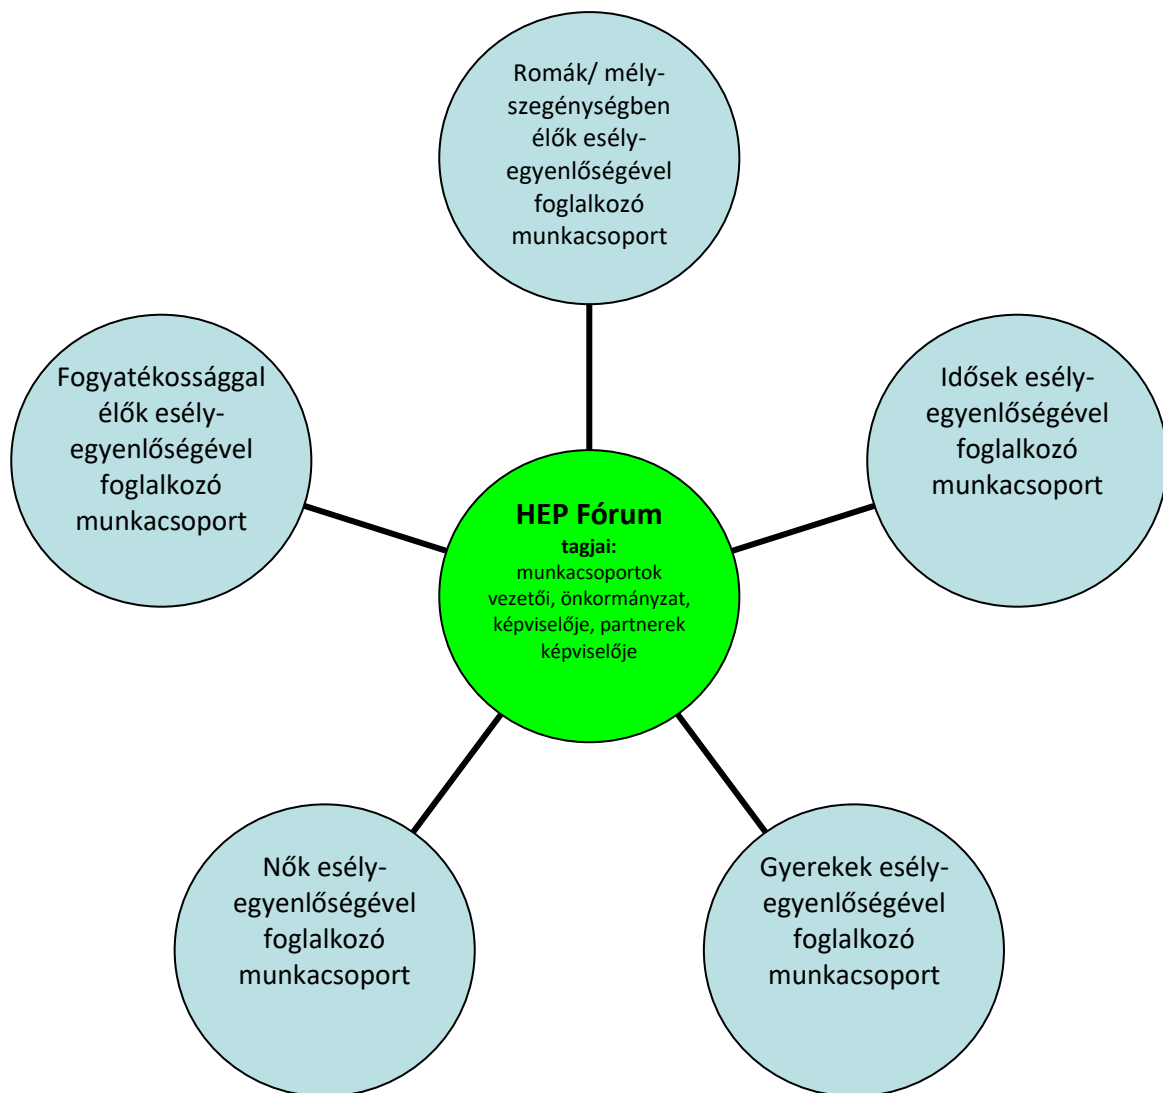 Romák/ mély-
szegénységben
élők esély-
egyenlőségével
foglalkozó
munkacsoport
Fogyatékossággal
élők esély-
egyenlőségével
foglalkozó
munkacsoport
Idősek esély-
egyenlőségével
foglalkozó
munkacsoport
HEP Fórum
tagjai:
munkacsoportok
vezetői, önkormányzat,
képviselője, partnerek
képviselője
Nők esély-
egyenlőségével
foglalkozó
munkacsoport
Gyerekek esély-
egyenlőségével
foglalkozó
munkacsoport